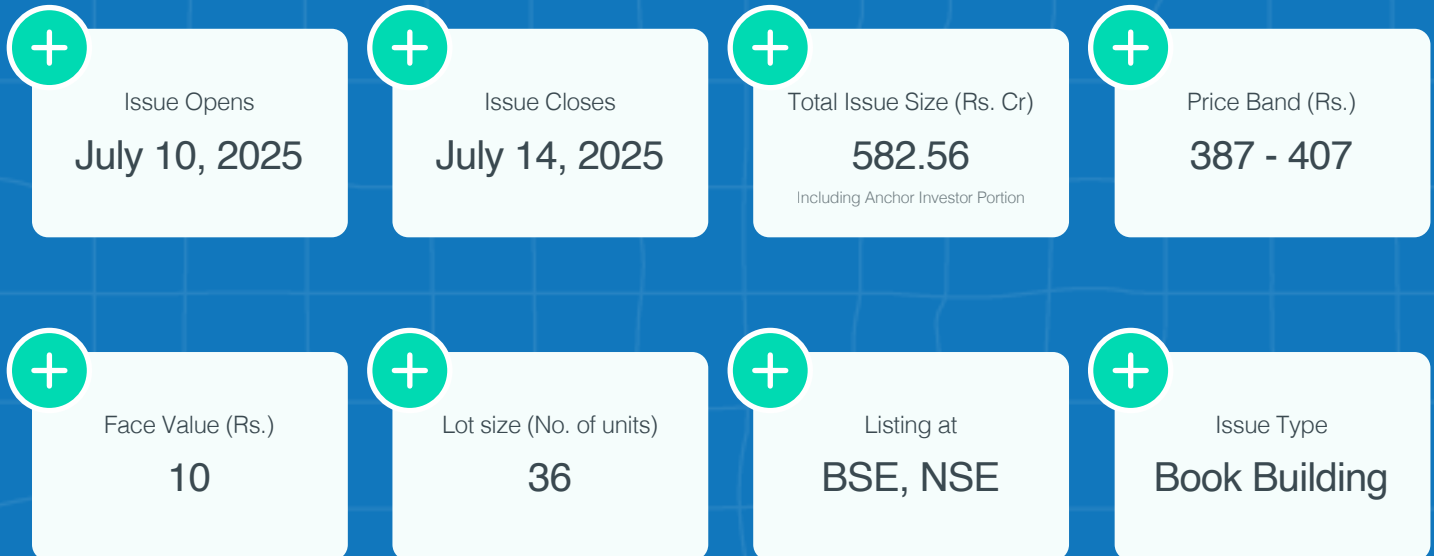 Issue Opens
July 10, 2025
Issue Closes
July 14, 2025
Total Issue Size (Rs. Cr)
582.56
Including Anchor Investor Portion
Price Band (Rs.)
387 - 407
Face Value (Rs.)
10
Lot size (No. of units)
36
Listing at
BSE, NSE
Issue Type
Book Building